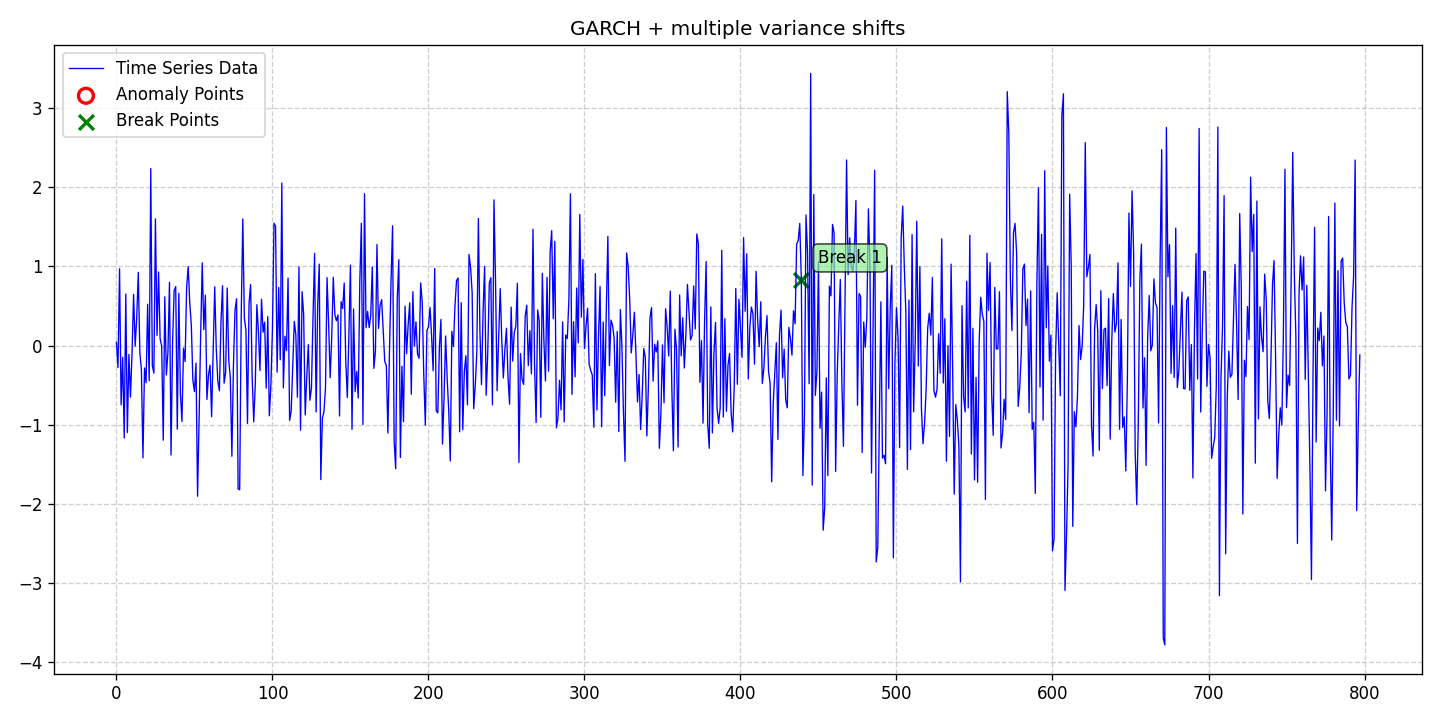 GARCH + multiple variance shifts
Time Series Data
Anomaly Points
Break Points
Break 1
3
2
1
0
−1
−2
−3
−4
0 100 200 300 400 500 600 700 800